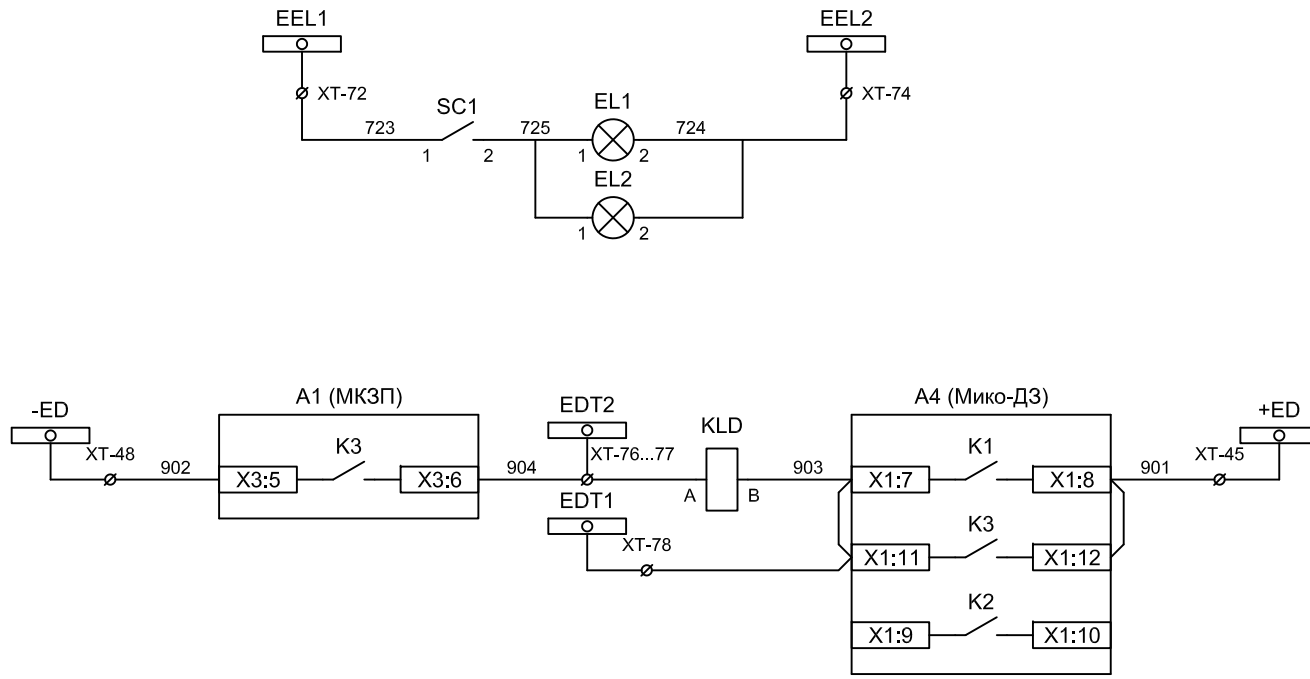 EEL1
EEL2
XT-72
XT-74
SC1
EL1
723
725
724
1
2
1
2
EL2
1
2
A1 (МКЗП)
A4 (Мико-ДЗ)
-ED
EDT2
+ED
KLD
XT-48
K3
XT-76...77
K1
XT-45
902
904
903
901
X3:5
X3:6
A
B
X1:7
X1:8
EDT1
K3
XT-78
X1:11
X1:12
K2
X1:9
X1:10